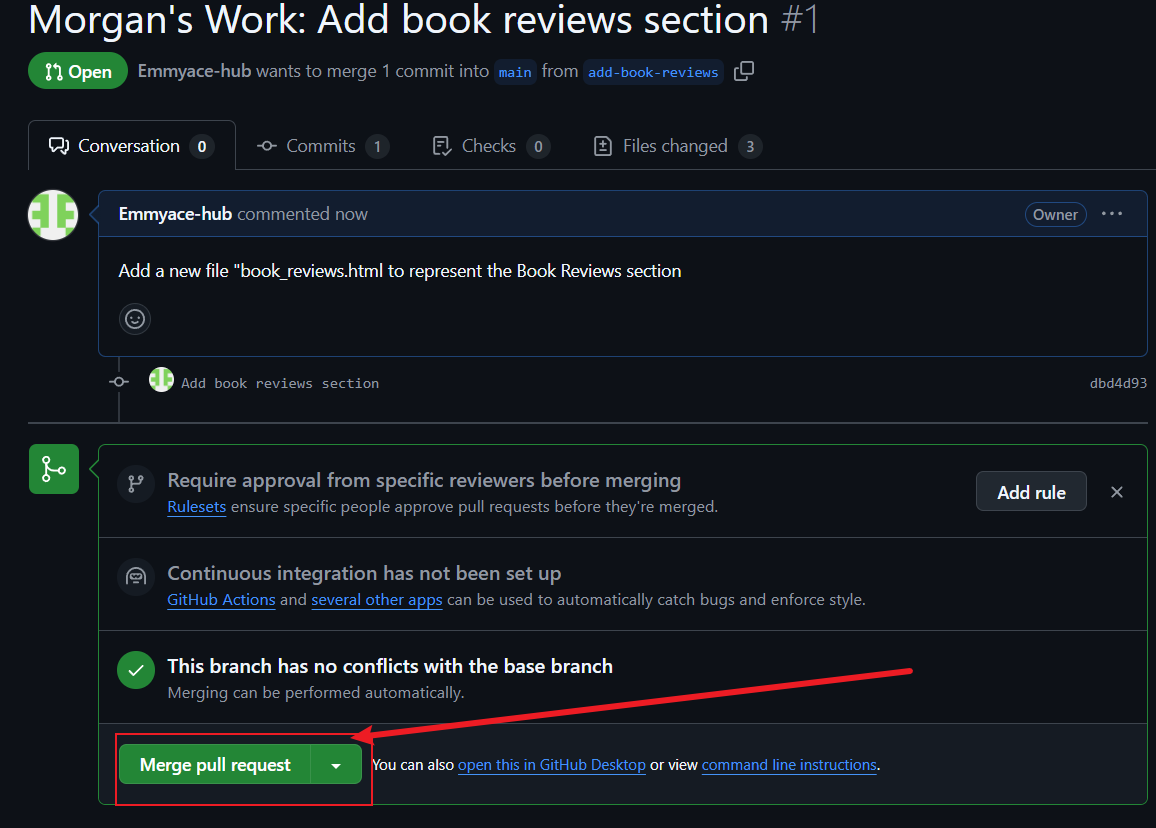 Morgan's Work: Add book reviews section #1
Open Emmyace-hub wants to merge 1 commit into main from add-book-reviews
Conversation 0 Commits 1 Checks 0 Files changed 3
Emmyace-hub commented now Owner ...
Add a new file "book_reviews.html to represent the Book Reviews section
Add book reviews section dbd4d93
Require approval from specific reviewers before merging
Rulesets ensure specific people approve pull requests before they're merged.
Add rule
Continuous integration has not been set up
GitHub Actions and several other apps can be used to automatically catch bugs and enforce style.
This branch has no conflicts with the base branch
Merging can be performed automatically.
Merge pull request You can also open this in GitHub Desktop or view command line instructions.